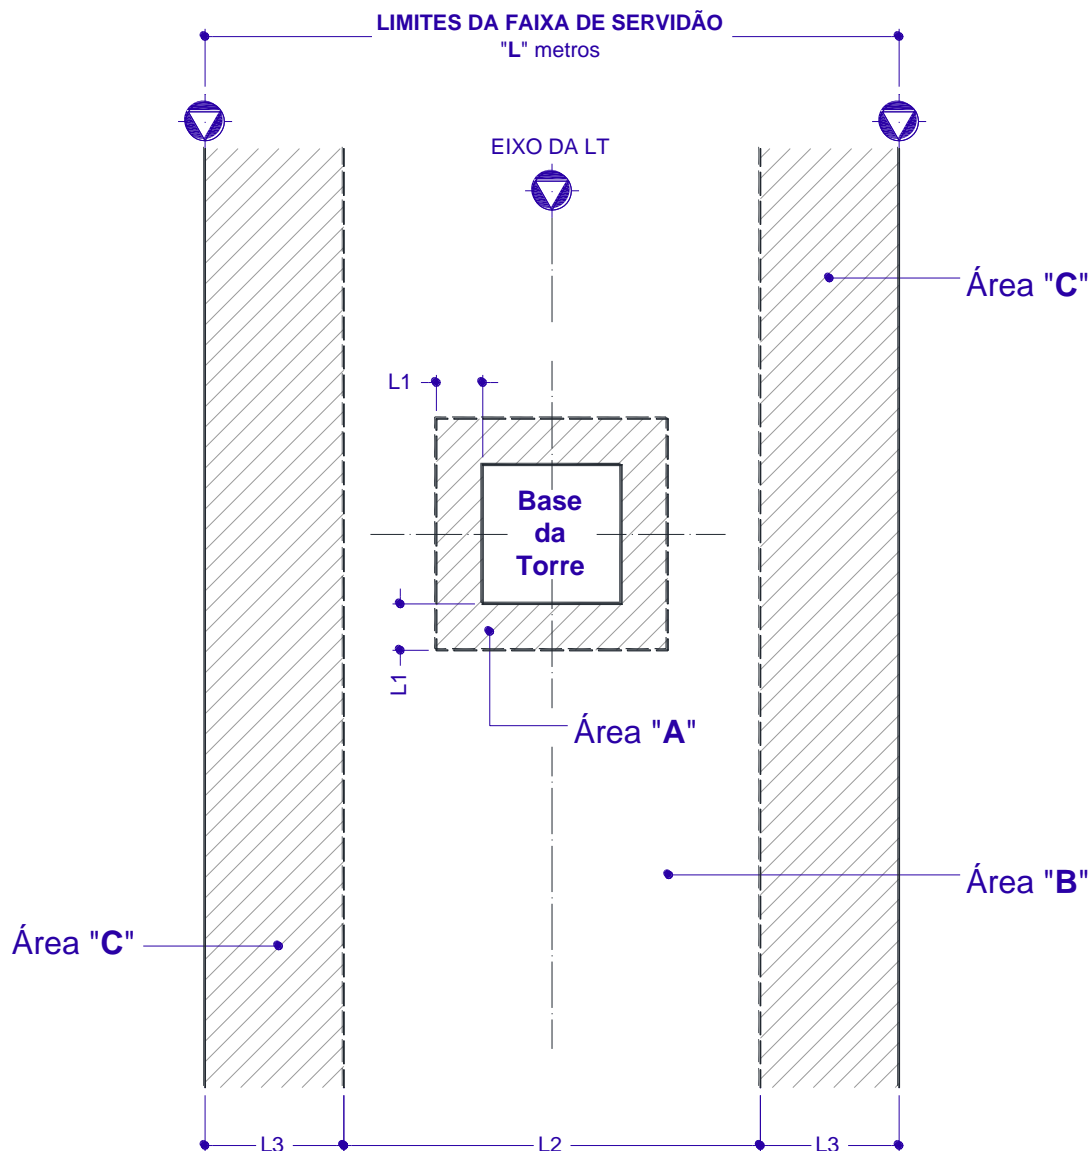 LIMITES DA FAIXA DE SERVIDÃO
"L" metros
EIXO DA LT
Área "C"
L1
Base
da
Torre
L1
Área "A"
Área "B"
Área "C"
L3
L2
L3